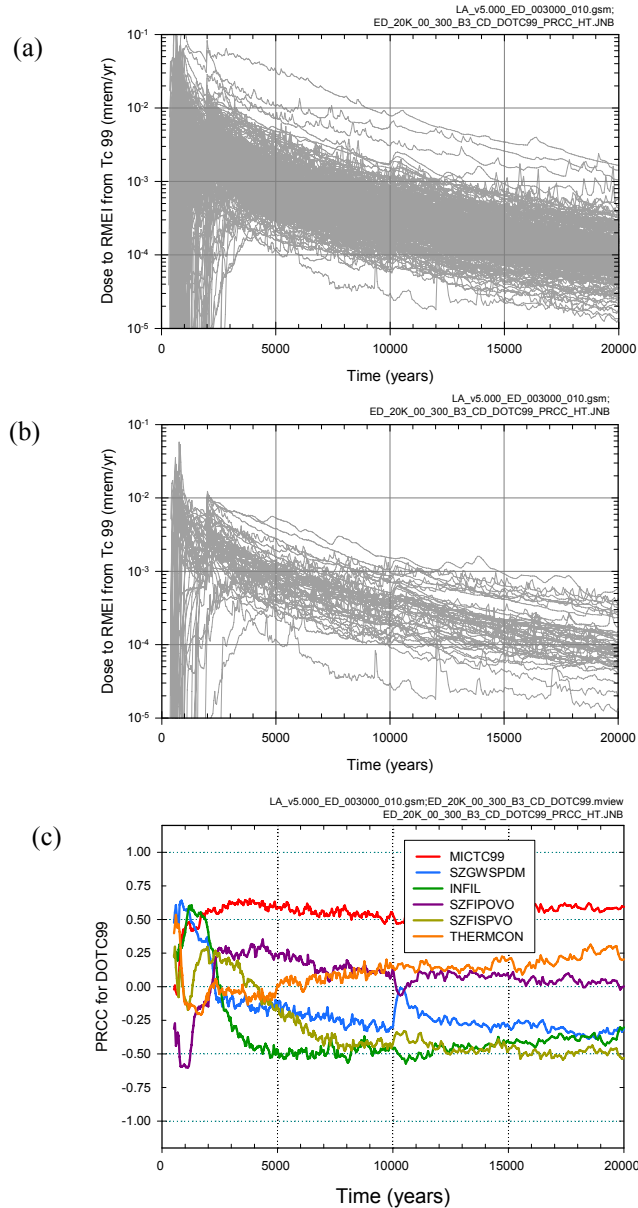 (a)
LA_v5.000_ED_003000_010.gsm;
ED_20K_00_300_B3_CD_DOTC99_PRCC_HT.JNB
Dose to RMEI from Tc 99 (mrem/yr)
10-1
10-2
10-3
10-4
10-5
0 5000 10000 15000 20000
Time (years)
(b)
LA_v5.000_ED_003000_010.gsm;
ED_20K_00_300_B3_CD_DOTC99_PRCC_HT.JNB
Dose to RMEI from Tc 99 (mrem/yr)
10-1
10-2
10-3
10-4
10-5
0 5000 10000 15000 20000
Time (years)
(c)
LA_v5.000_ED_003000_010.gsm;ED_20K_00_300_B3_CD_DOTC99.mview
ED_20K_00_300_B3_CD_DOTC99_PRCC_HT.JNB
PRCC for DOTC99
1.00
0.75
0.50
0.25
0.00
-0.25
-0.50
-0.75
-1.00
MICTC99
SZGWSPDM
INFIL
SZFIPOVO
SZFISPVO
THERMCON
0 5000 10000 15000 20000
Time (years)